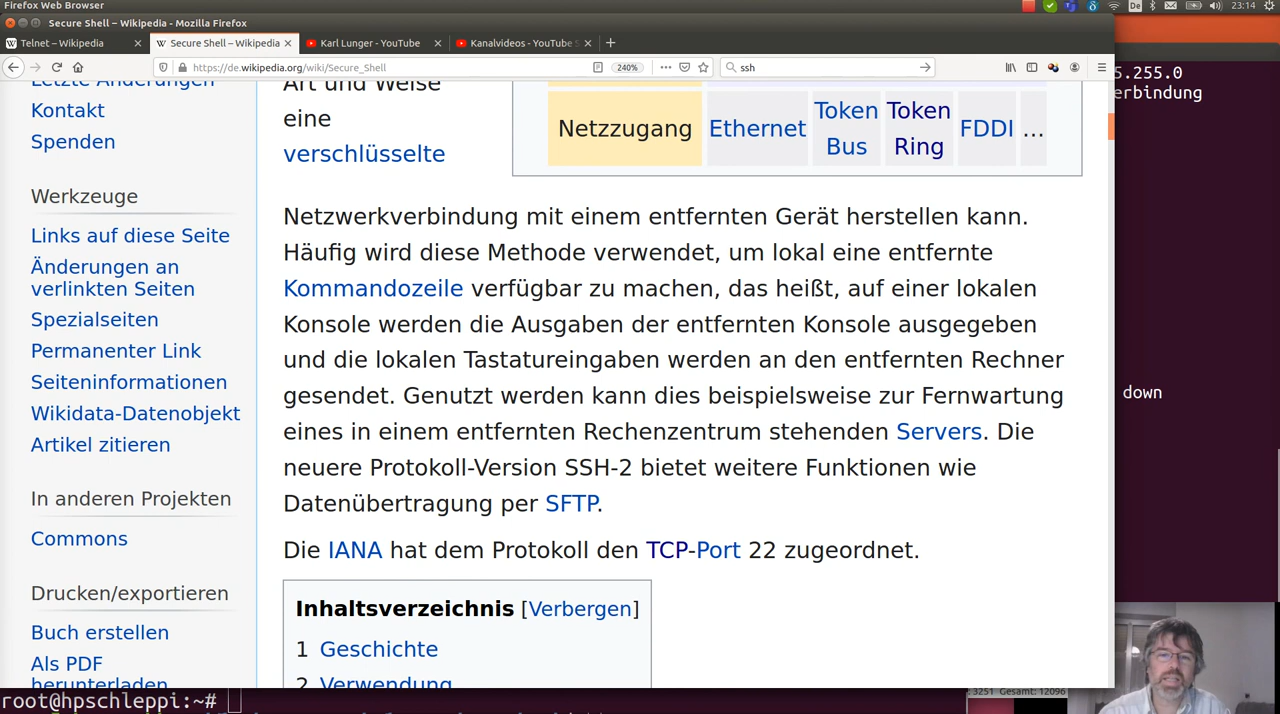 Firefox Web Browser
De
23:14
Secure Shell – Wikipedia - Mozilla Firefox
Telnet – Wikipedia
Secure Shell – Wikipedia
Karl Lunger - YouTube
Kanalvideos - YouTube S
https://de.wikipedia.org/wiki/Secure_Shell
240%
ssh
5.255.0
erbindung
down
Letzte Änderungen
Kontakt
Spenden
Werkzeuge
Links auf diese Seite
Änderungen an
verlinkten Seiten
Spezialseiten
Permanenter Link
Seiteninformationen
Wikidata-Datenobjekt
Artikel zitieren
In anderen Projekten
Commons
Drucken/exportieren
Buch erstellen
Als PDF
herunterladen
Art und Weise
eine
verschlüsselte
Netzzugang
Ethernet
Token
Bus
Token
Ring
FDDI
…
Netzwerkverbindung mit einem entfernten Gerät herstellen kann.
Häufig wird diese Methode verwendet, um lokal eine entfernte
Kommandozeile verfügbar zu machen, das heißt, auf einer lokalen
Konsole werden die Ausgaben der entfernten Konsole ausgegeben
und die lokalen Tastatureingaben werden an den entfernten Rechner
gesendet. Genutzt werden kann dies beispielsweise zur Fernwartung
eines in einem entfernten Rechenzentrum stehenden Servers. Die
neuere Protokoll-Version SSH-2 bietet weitere Funktionen wie
Datenübertragung per SFTP.
Die IANA hat dem Protokoll den TCP-Port 22 zugeordnet.
Inhaltsverzeichnis [Verbergen]
1 Geschichte
2 Verwendung
root@hpschleppi:~#
: 3251 Gesamt: 12096